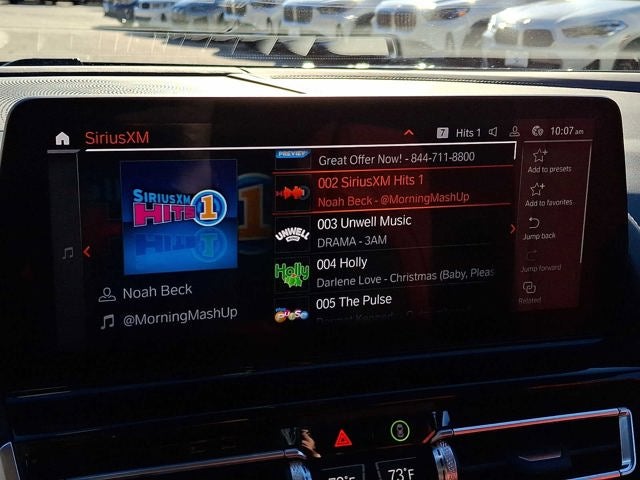 SiriusXM
7 Hits 1 10:07 am
PREVIEW
Great Offer Now! - 844-711-8800
002 SiriusXM Hits 1
Noah Beck - @MorningMashUp
003 Unwell Music
DRAMA - 3AM
004 Holly
Darlene Love - Christmas (Baby, Pleas
005 The Pulse
SIRIUSXM
HITS 1
UNWELL
MUSIC
Holly
Pulse
Noah Beck
@MorningMashUp
Add to presets
Add to favorites
Jump back
Jump forward
Related
73°F